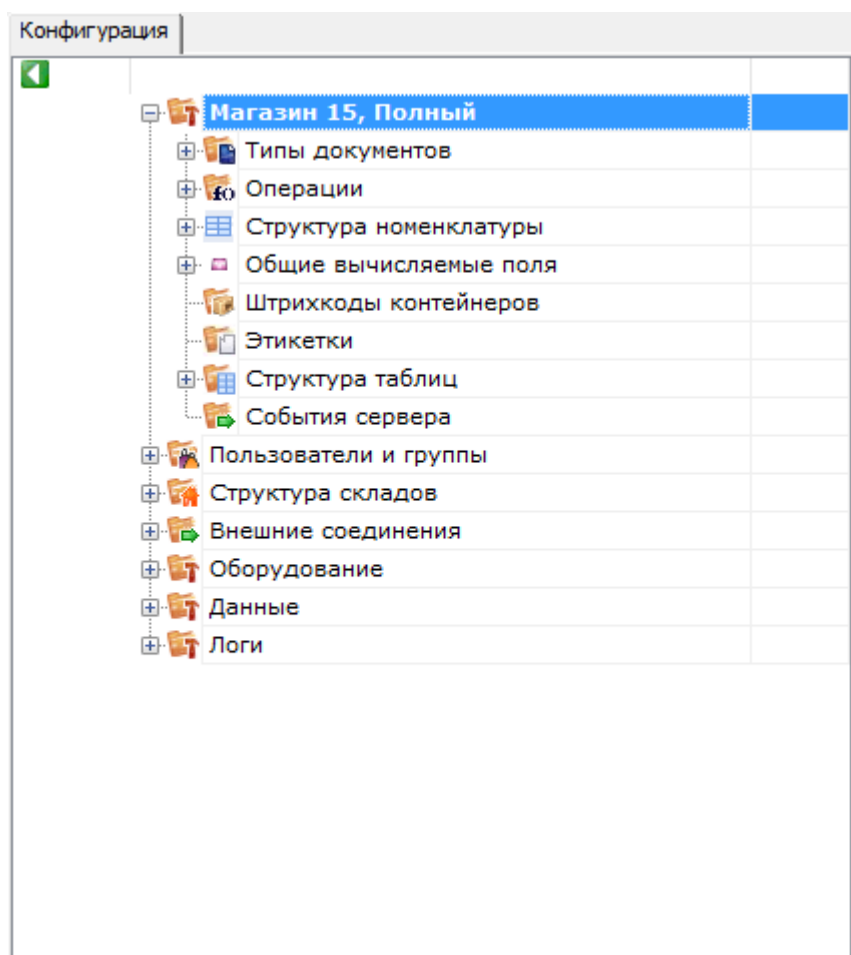 Конфигурация
Магазин 15, Полный
Типы документов
Операции
Структура номенклатуры
Общие вычисляемые поля
Штрихкоды контейнеров
Этикетки
Структура таблиц
События сервера
Пользователи и группы
Структура складов
Внешние соединения
Оборудование
Данные
Логи